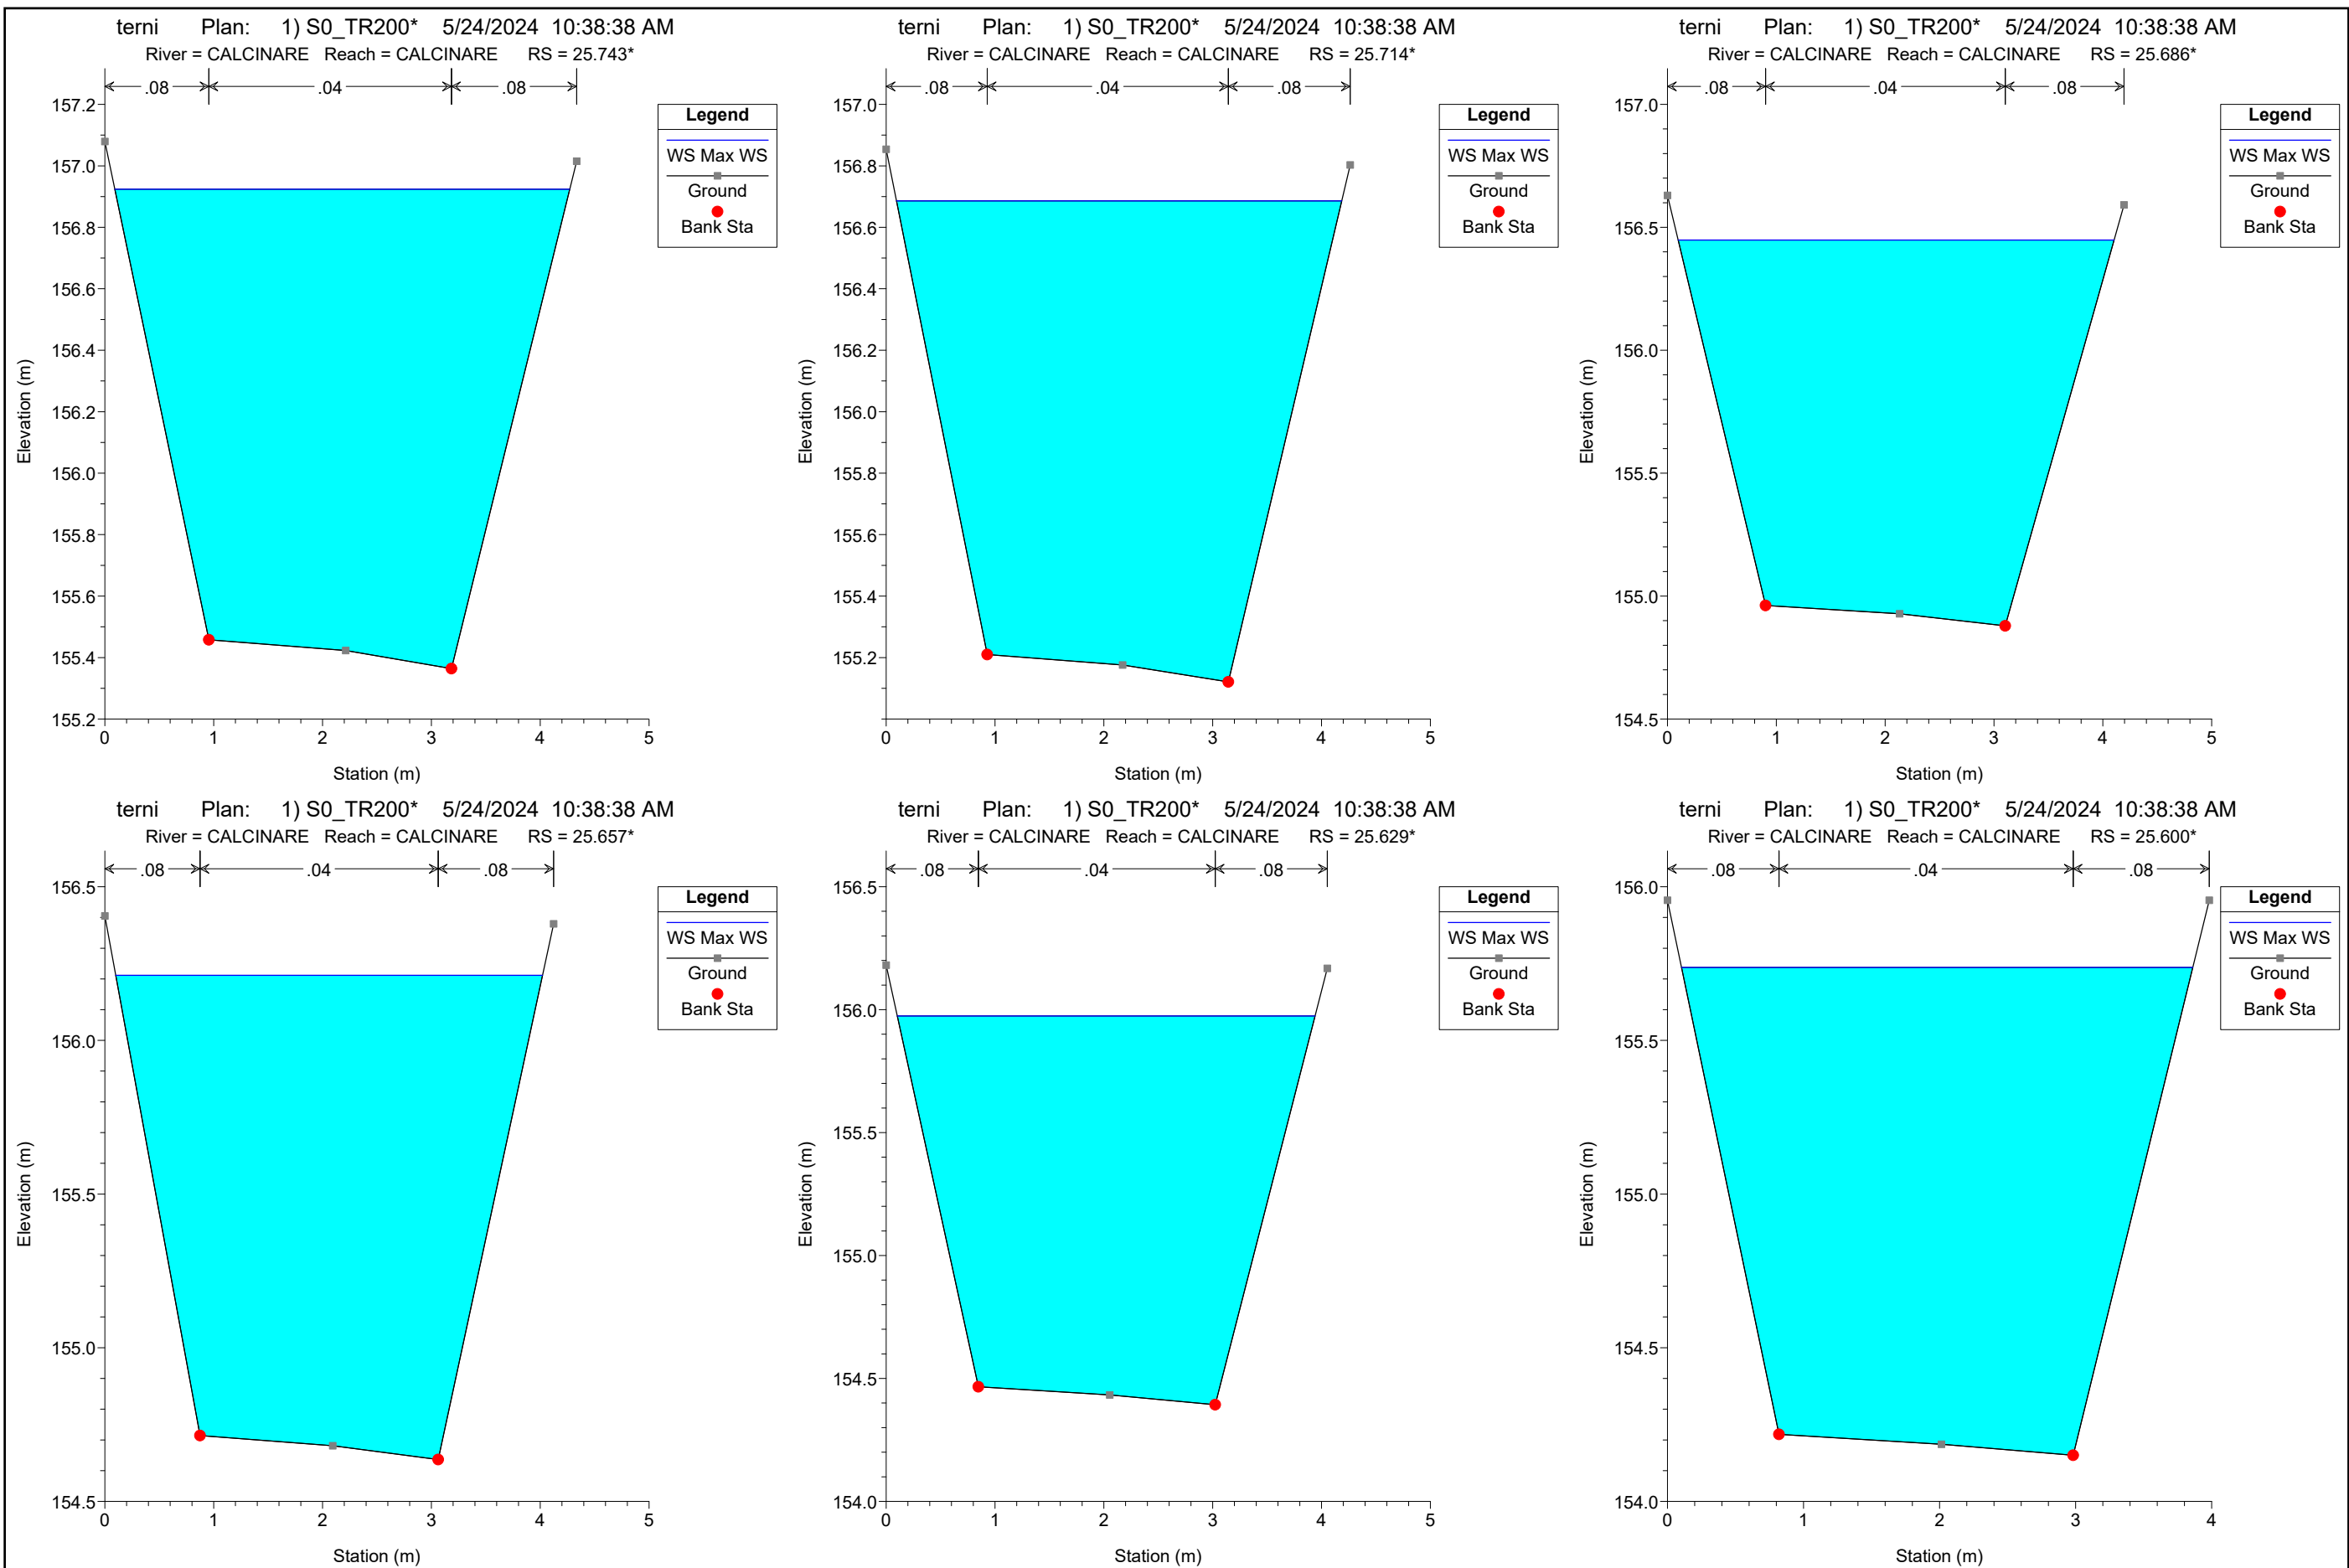 terni Plan: 1) S0_TR200* 5/24/2024 10:38:38 AM
River = CALCINARE Reach = CALCINARE RS = 25.743*
.08 .04 .08
157.2
157.0
156.8
156.6
156.4
156.2
156.0
155.8
155.6
155.4
155.2
0 1 2 3 4 5
Station (m)
Elevation (m)
Legend
WS Max WS
Ground
Bank Sta
terni Plan: 1) S0_TR200* 5/24/2024 10:38:38 AM
River = CALCINARE Reach = CALCINARE RS = 25.714*
.08 .04 .08
157.0
156.8
156.6
156.4
156.2
156.0
155.8
155.6
155.4
155.2
0 1 2 3 4 5
Station (m)
Elevation (m)
Legend
WS Max WS
Ground
Bank Sta
terni Plan: 1) S0_TR200* 5/24/2024 10:38:38 AM
River = CALCINARE Reach = CALCINARE RS = 25.686*
.08 .04 .08
157.0
156.5
156.0
155.5
155.0
154.5
0 1 2 3 4 5
Station (m)
Elevation (m)
Legend
WS Max WS
Ground
Bank Sta
terni Plan: 1) S0_TR200* 5/24/2024 10:38:38 AM
River = CALCINARE Reach = CALCINARE RS = 25.657*
.08 .04 .08
156.5
156.0
155.5
155.0
154.5
0 1 2 3 4 5
Station (m)
Elevation (m)
Legend
WS Max WS
Ground
Bank Sta
terni Plan: 1) S0_TR200* 5/24/2024 10:38:38 AM
River = CALCINARE Reach = CALCINARE RS = 25.629*
.08 .04 .08
156.5
156.0
155.5
155.0
154.5
154.0
0 1 2 3 4 5
Station (m)
Elevation (m)
Legend
WS Max WS
Ground
Bank Sta
terni Plan: 1) S0_TR200* 5/24/2024 10:38:38 AM
River = CALCINARE Reach = CALCINARE RS = 25.600*
.08 .04 .08
156.0
155.5
155.0
154.5
154.0
0 1 2 3 4
Station (m)
Elevation (m)
Legend
WS Max WS
Ground
Bank Sta